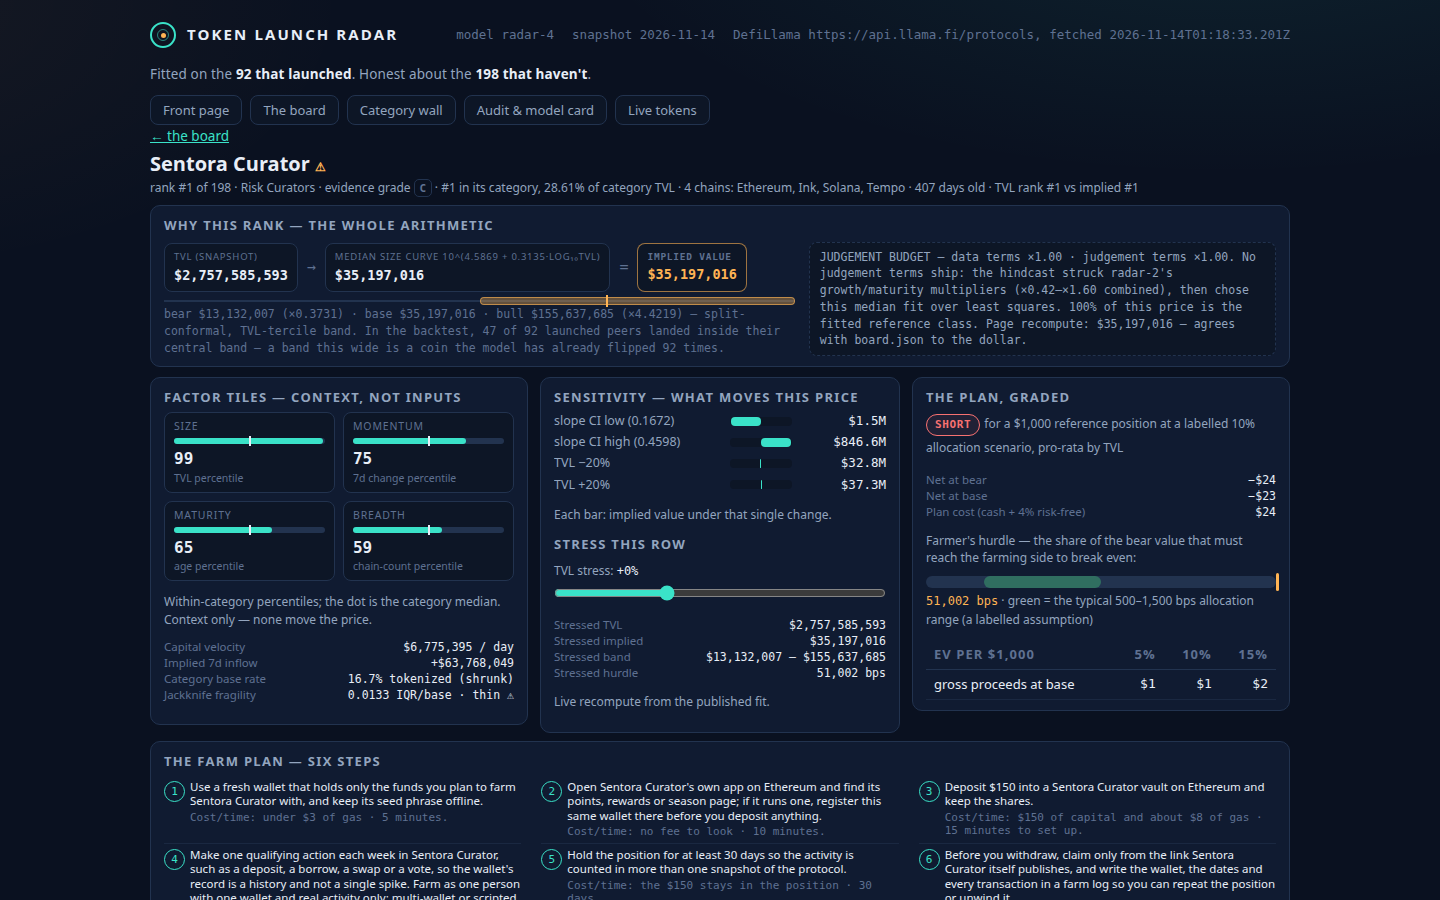 TOKEN LAUNCH RADAR
model radar-4 snapshot 2026-11-14 DefiLlama https://api.llama.fi/protocols, fetched 2026-11-14T01:18:33.201Z
Fitted on the 92 that launched. Honest about the 198 that haven't.
Front page
The board
Category wall
Audit & model card
Live tokens
← the board
Sentora Curator ⚠
rank #1 of 198 · Risk Curators · evidence grade C · #1 in its category, 28.61% of category TVL · 4 chains: Ethereum, Ink, Solana, Tempo · 407 days old · TVL rank #1 vs implied #1
WHY THIS RANK — THE WHOLE ARITHMETIC
TVL (SNAPSHOT)
$2,757,585,593
→
MEDIAN SIZE CURVE 10^(4.5869 + 0.3135·LOG₁₀TVL)
$35,197,016
=
IMPLIED VALUE
$35,197,016
bear $13,132,007 (×0.3731) · base $35,197,016 · bull $155,637,685 (×4.4219) — split-
conformal, TVL-tercile band. In the backtest, 47 of 92 launched peers landed inside their
central band — a band this wide is a coin the model has already flipped 92 times.
JUDGEMENT BUDGET — data terms ×1.00 · judgement terms ×1.00. No
judgement terms ship: the hindcast struck radar-2's
growth/maturity multipliers (×0.42–×1.60 combined), then chose
this median fit over least squares. 100% of this price is the
fitted reference class. Page recompute: $35,197,016 — agrees
with board.json to the dollar.
FACTOR TILES — CONTEXT, NOT INPUTS
SIZE
99
TVL percentile
MOMENTUM
75
7d change percentile
MATURITY
65
age percentile
BREADTH
59
chain-count percentile
Within-category percentiles; the dot is the category median.
Context only — none move the price.
Capital velocity $6,775,395 / day
Implied 7d inflow +$63,768,049
Category base rate 16.7% tokenized (shrunk)
Jackknife fragility 0.0133 IQR/base · thin ⚠
SENSITIVITY — WHAT MOVES THIS PRICE
slope CI low (0.1672) $1.5M
slope CI high (0.4598) $846.6M
TVL −20% $32.8M
TVL +20% $37.3M
Each bar: implied value under that single change.
STRESS THIS ROW
TVL stress: +0%
Stressed TVL $2,757,585,593
Stressed implied $35,197,016
Stressed band $13,132,007 — $155,637,685
Stressed hurdle 51,002 bps
Live recompute from the published fit.
THE PLAN, GRADED
SHORT for a $1,000 reference position at a labelled 10%
allocation scenario, pro-rata by TVL
Net at bear −$24
Net at base −$23
Plan cost (cash + 4% risk-free) $24
Farmer's hurdle — the share of the bear value that must
reach the farming side to break even:
51,002 bps · green = the typical 500–1,500 bps allocation
range (a labelled assumption)
EV PER $1,000 5% 10% 15%
gross proceeds at base $1 $1 $2
THE FARM PLAN — SIX STEPS
1 Use a fresh wallet that holds only the funds you plan to farm
Sentora Curator with, and keep its seed phrase offline.
Cost/time: under $3 of gas · 5 minutes.
2 Open Sentora Curator's own app on Ethereum and find its
points, rewards or season page; if it runs one, register this
same wallet there before you deposit anything.
Cost/time: no fee to look · 10 minutes.
3 Deposit $150 into a Sentora Curator vault on Ethereum and
keep the shares.
Cost/time: $150 of capital and about $8 of gas ·
15 minutes to set up.
4 Make one qualifying action each week in Sentora Curator,
such as a deposit, a borrow, a swap or a vote, so the wallet's
record is a history and not a single spike. Farm as one person
with one wallet and real activity only: multi-wallet or scripted
5 Hold the position for at least 30 days so the activity is
counted in more than one snapshot of the protocol.
Cost/time: the $150 stays in the position · 30
days.
6 Before you withdraw, claim only from the link Sentora
Curator itself publishes, and write the wallet, the dates and
every transaction in a farm log so you can repeat the position
or unwind it.